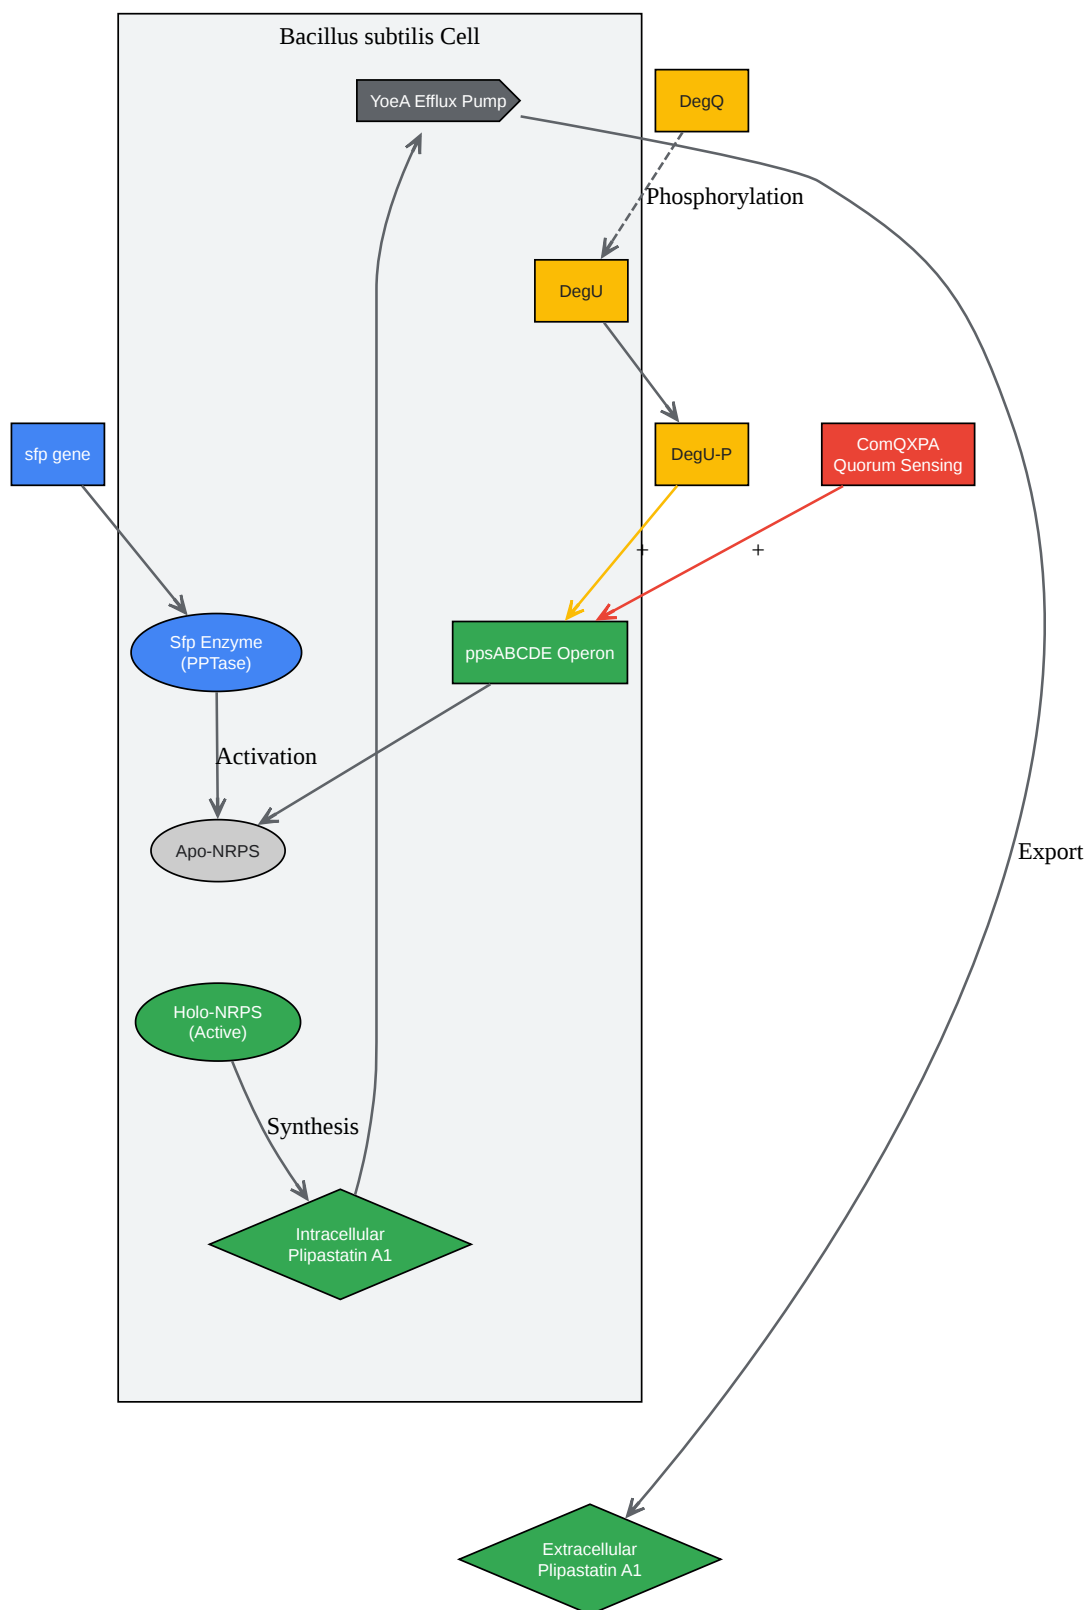 Bacillus subtilis Cell
YoeA Efflux Pump
DegQ
Phosphorylation
DegU
sfp gene
DegU-P
ComQXPA
Quorum Sensing
+
+
Sfp Enzyme
(PPTase)
ppsABCDE Operon
Activation
Apo-NRPS
Export
Holo-NRPS
(Active)
Synthesis
Intracellular
Plipastatin A1
Extracellular
Plipastatin A1